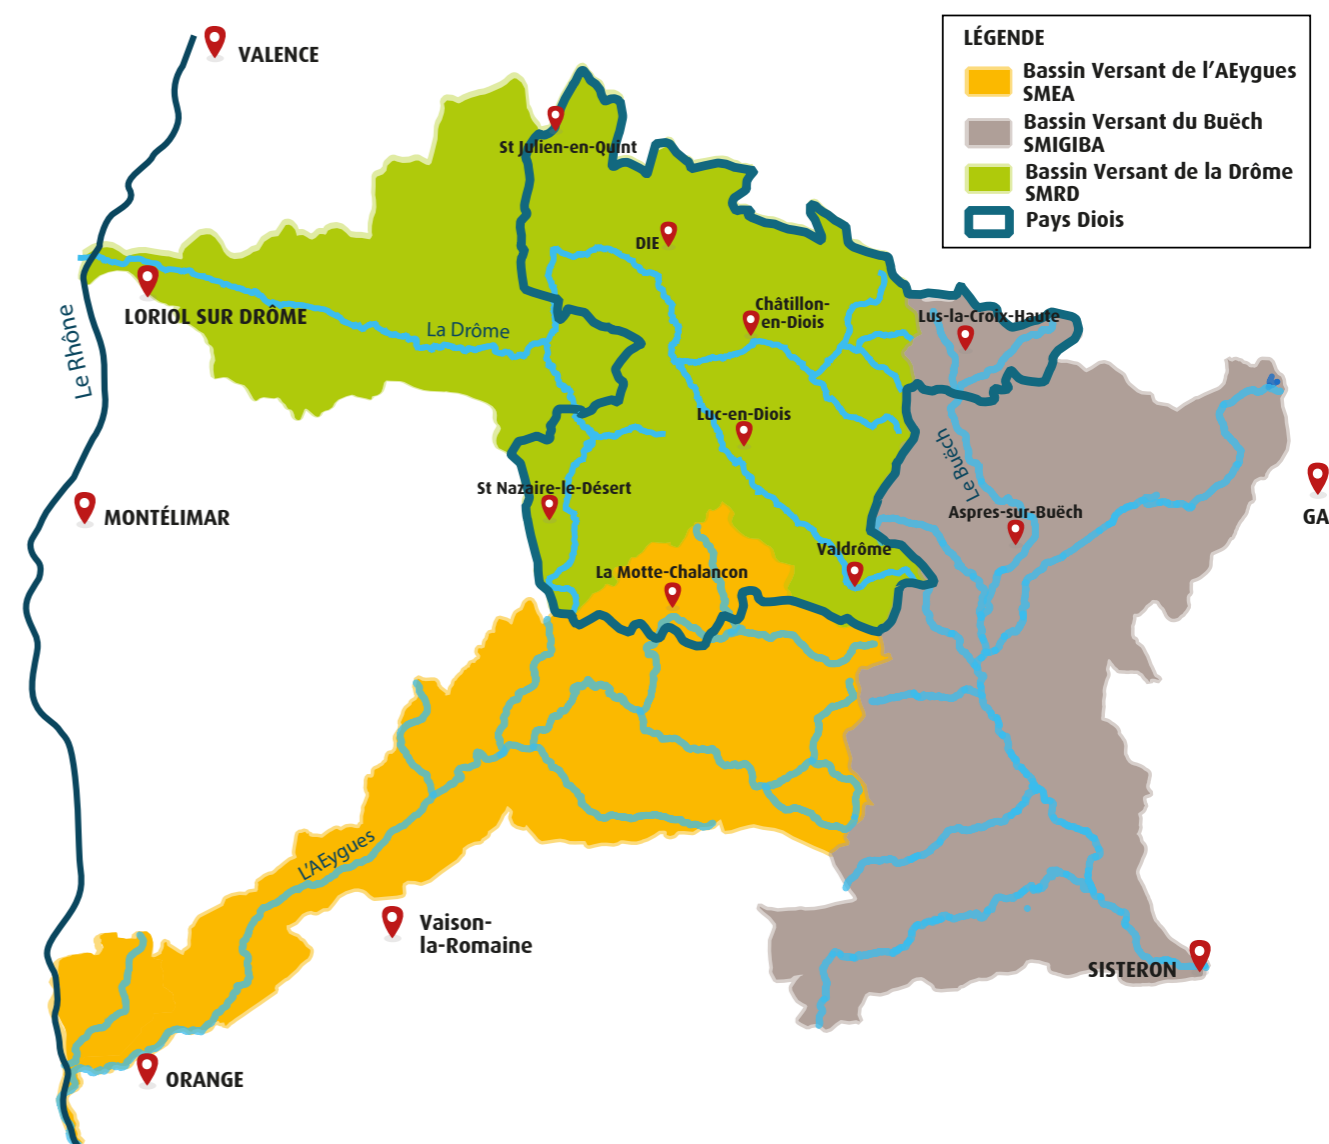 VALENCE
LÉGENDE
Bassin Versant de l'AEygues
SMEA
Bassin Versant du Buëch
SMIGIBA
Bassin Versant de la Drôme
SMRD
Pays Diois
St Julien-en-Quint
DIE
Châtillon-
en-Diois
Lus-la-Croix-Haute
LORIOL SUR DRÔME
La Drôme
Le Rhône
Luc-en-Diois
Le Buëch
St Nazaire-le-Désert
MONTÉLIMAR
Aspres-sur-Buëch
GA
Valdrôme
La Motte-Chalancon
L'AEygues
Vaison-
la-Romaine
SISTERON
ORANGE